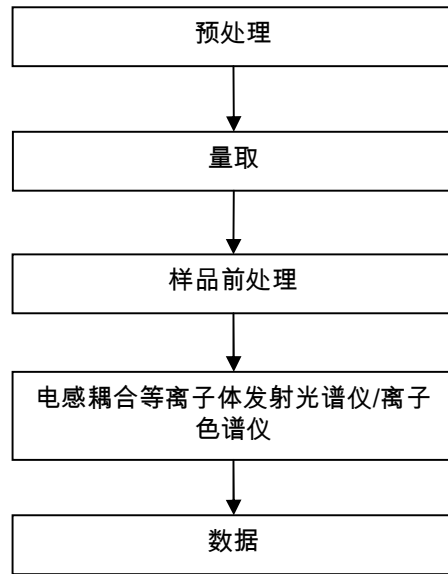 预处理
量取
样品前处理
电感耦合等离子体发射光谱仪/离子
色谱仪
数据